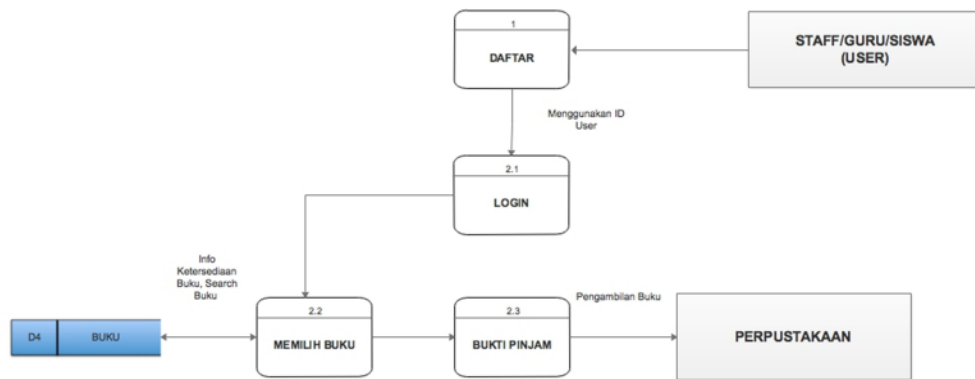 1
DAFTAR
STAFF/GURU/SISWA
(USER)
Menggunakan ID
User
2.1
LOGIN
Info
Ketersediaan
Buku, Search
Buku
D4
BUKU
2.2
MEMILIH BUKU
2.3
BUKTI PINJAM
Pengambilan Buku
PERPUSTAKAAN